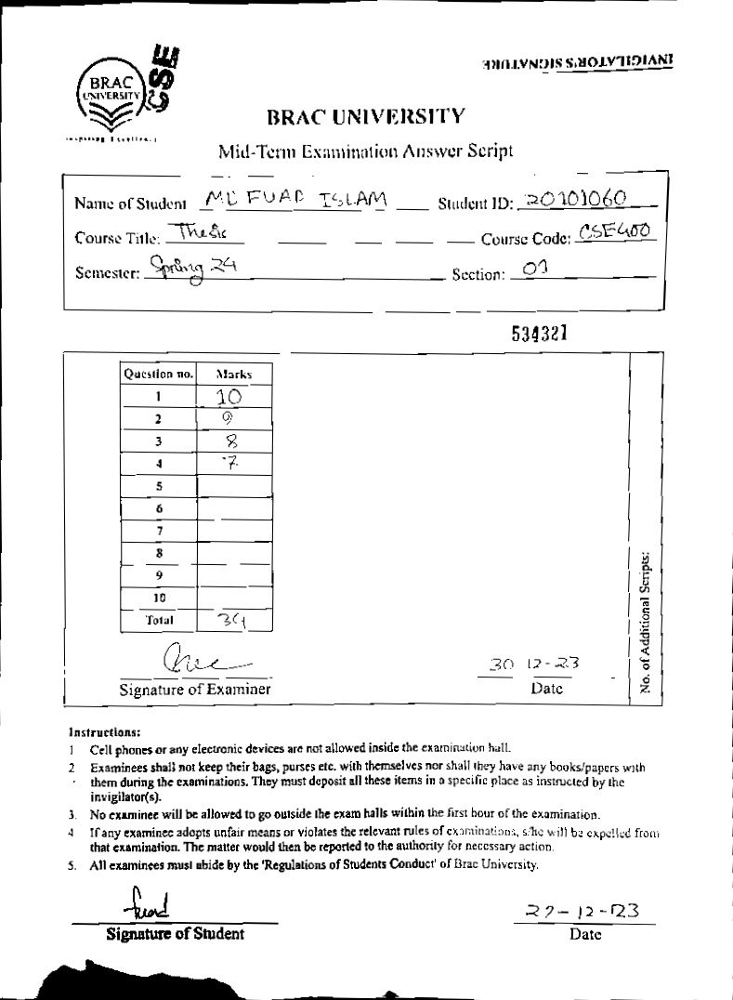 CSE
BRAC
UNIVERSITY
Inspiring Excellence
INVIGILATOR'S SIGNATURE
BRAC UNIVERSITY
Mid-Term Examination Answer Script
Name of Student MD FUAD ISLAM Student ID: 20101060
Course Title: Thesis Course Code: CSE400
Semester: Spring 24 Section: 01
534321
Question no. Marks
1 10
2 9
3 8
4 7
5
6
7
8
9
10
Total 34
No. of Additional Scripts:
30 12-23
Signature of Examiner Date
Instructions:
1 Cell phones or any electronic devices are not allowed inside the examination hall.
2 Examinees shall not keep their bags, purses etc. with themselves nor shall they have any books/papers with
them during the examinations. They must deposit all these items in a specific place as instructed by the
invigilator(s).
3. No examinee will be allowed to go outside the exam halls within the first hour of the examination.
4 If any examinee adopts unfair means or violates the relevant rules of examinations, s/he will be expelled from
that examination. The matter would then be reported to the authority for necessary action.
5. All examinees must abide by the 'Regulations of Students Conduct' of Brac University.
Fuad 27-12-23
Signature of Student Date